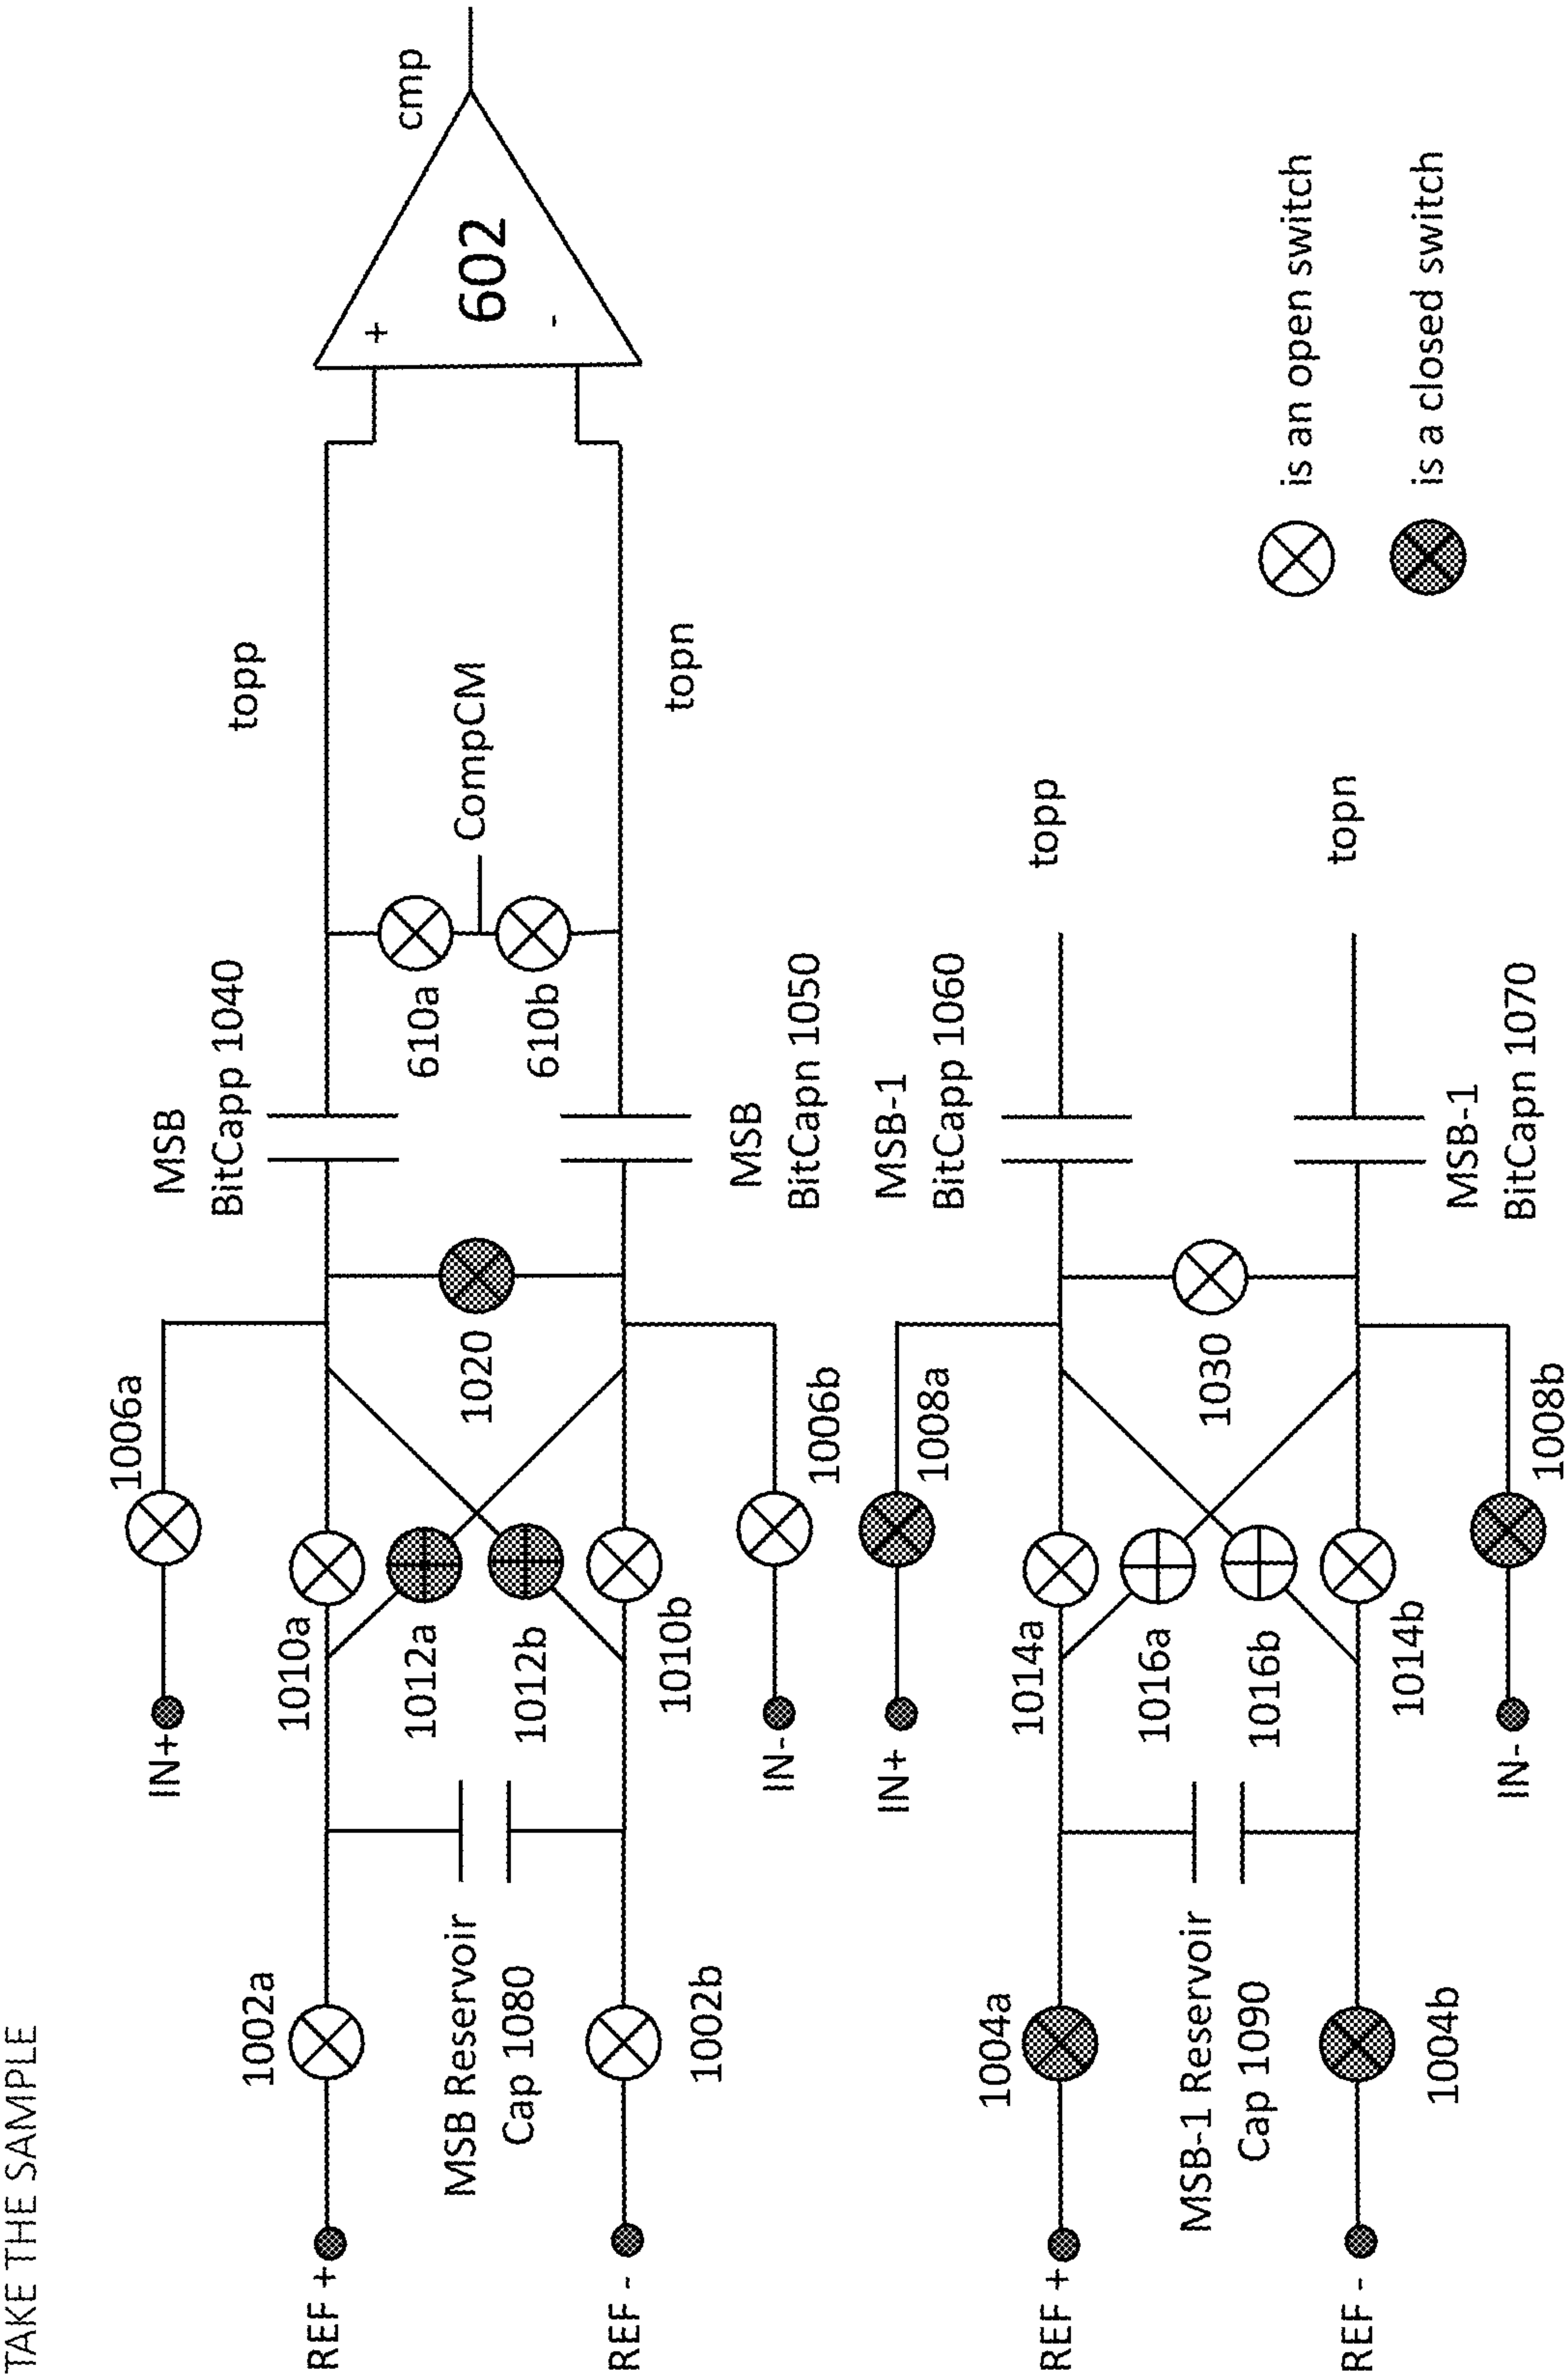 TAKE THE SAMPLE
IN+
1006a
MSB
BitCapp 1040
topp
cmp
REF +
1002a
1010a
1012a
1020
610a
CompCM
+
602
-
MSB Reservoir
Cap 1080
1012b
610b
REF -
1002b
1010b
IN-
1006b
MSB
BitCapn 1050
topn
IN+
1008a
MSB-1
BitCapp 1060
REF +
1004a
1014a
topp
1016a
1030
MSB-1 Reservoir
Cap 1090
1016b
REF -
1004b
1014b
topn
IN-
1008b
MSB-1
BitCapn 1070
is an open switch
is a closed switch